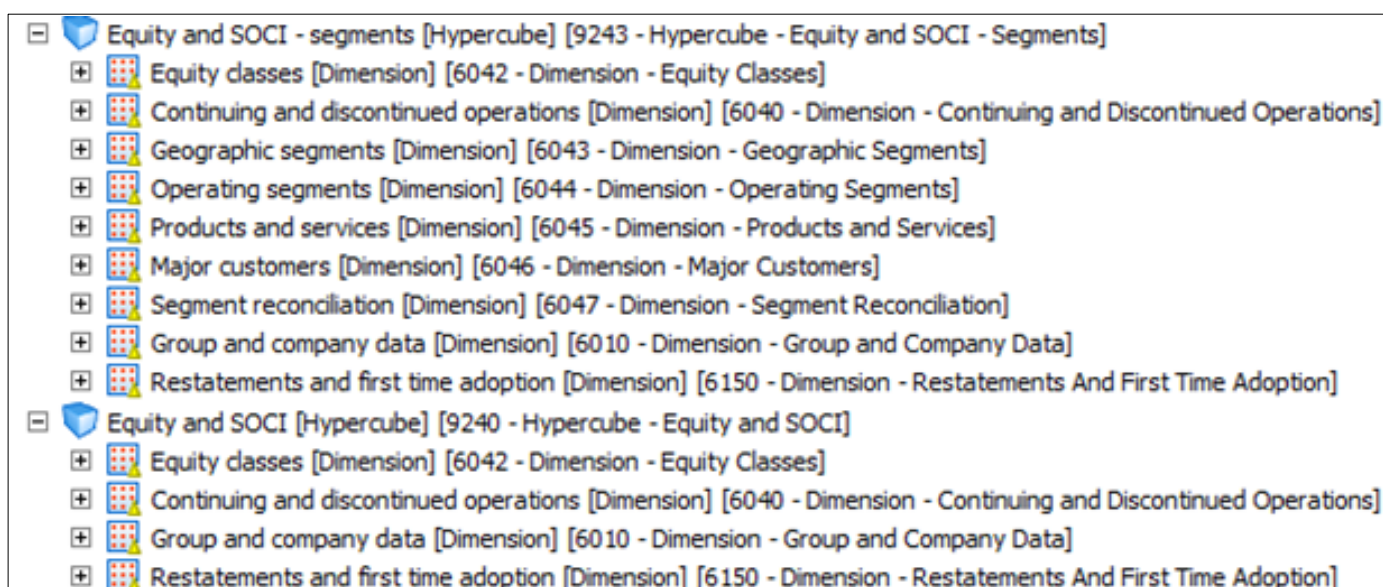 Equity and SOCI - segments [Hypercube] [9243 - Hypercube - Equity and SOCI - Segments]
Equity classes [Dimension] [6042 - Dimension - Equity Classes]
Continuing and discontinued operations [Dimension] [6040 - Dimension - Continuing and Discontinued Operations]
Geographic segments [Dimension] [6043 - Dimension - Geographic Segments]
Operating segments [Dimension] [6044 - Dimension - Operating Segments]
Products and services [Dimension] [6045 - Dimension - Products and Services]
Major customers [Dimension] [6046 - Dimension - Major Customers]
Segment reconciliation [Dimension] [6047 - Dimension - Segment Reconciliation]
Group and company data [Dimension] [6010 - Dimension - Group and Company Data]
Restatements and first time adoption [Dimension] [6150 - Dimension - Restatements And First Time Adoption]
Equity and SOCI [Hypercube] [9240 - Hypercube - Equity and SOCI]
Equity classes [Dimension] [6042 - Dimension - Equity Classes]
Continuing and discontinued operations [Dimension] [6040 - Dimension - Continuing and Discontinued Operations]
Group and company data [Dimension] [6010 - Dimension - Group and Company Data]
Restatements and first time adoption [Dimension] [6150 - Dimension - Restatements And First Time Adoption]